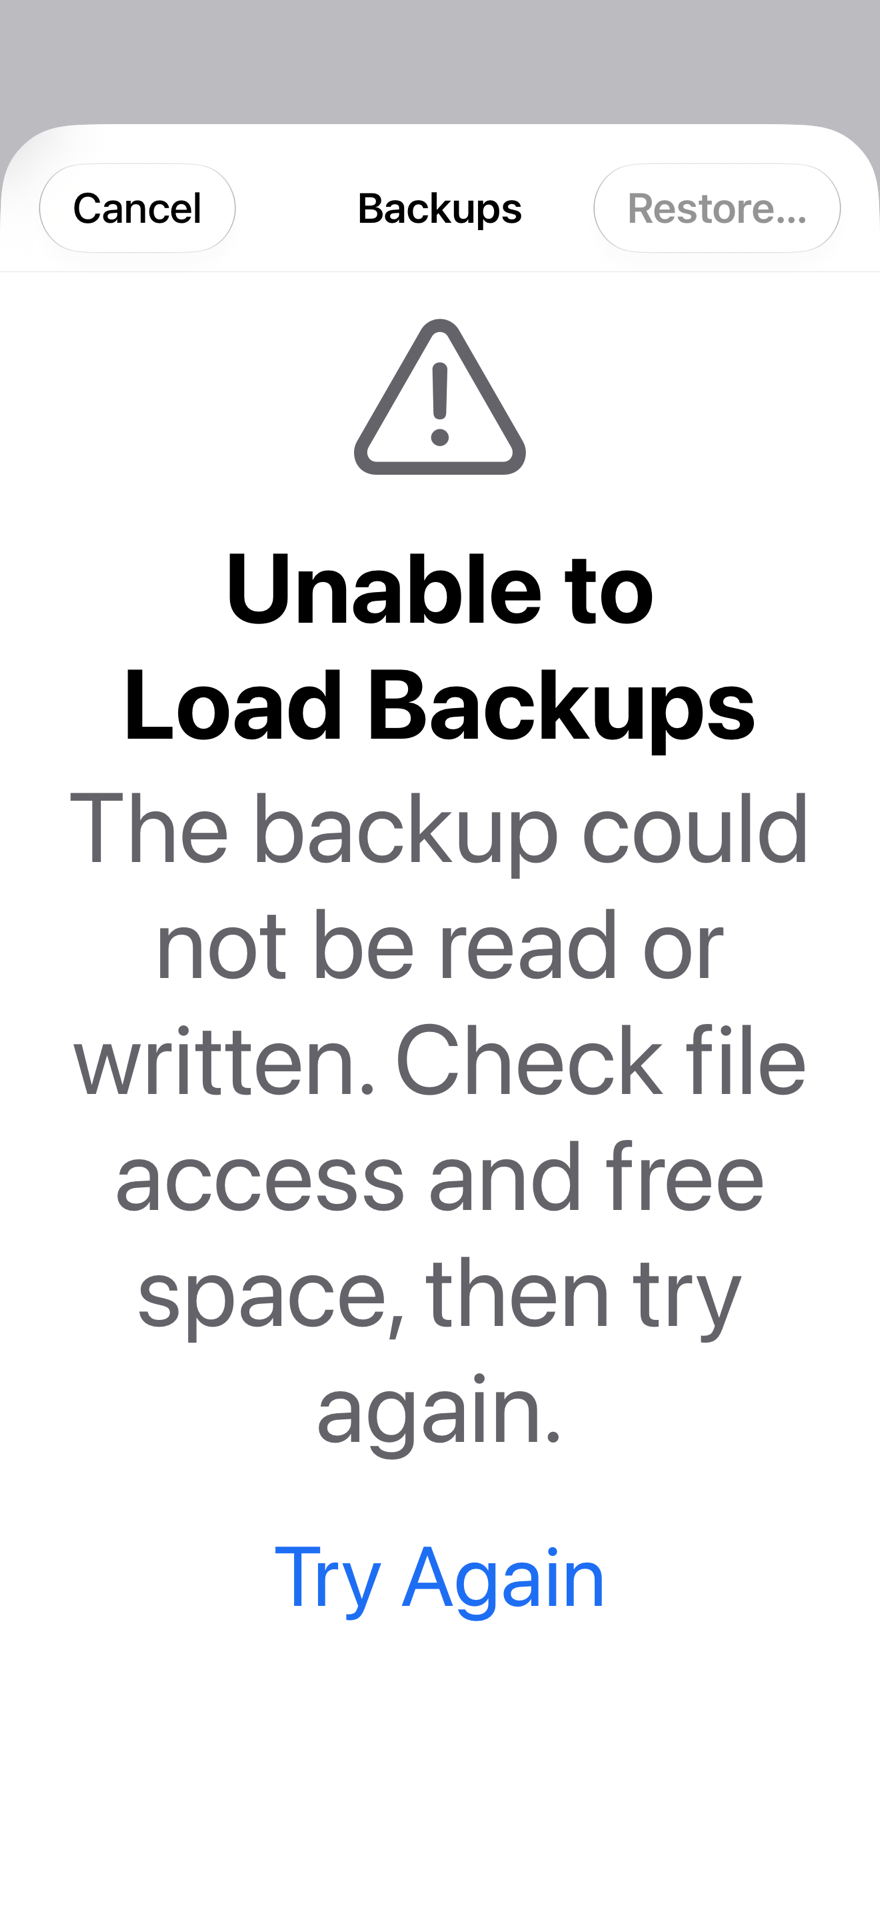 Cancel
Backups
Restore...
Unable to
Load Backups
The backup could
not be read or
written. Check file
access and free
space, then try
again.
Try Again